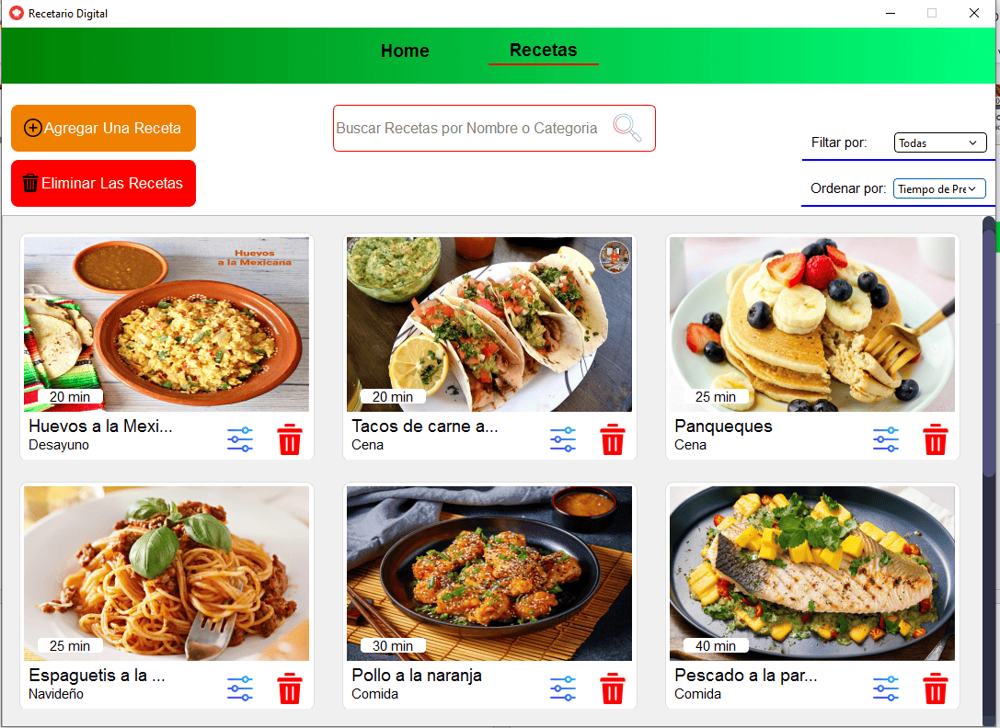 Recetario Digital
Home
Recetas
Agregar Una Receta
Buscar Recetas por Nombre o Categoria
Filtar por:
Todas
Eliminar Las Recetas
Ordenar por:
Tiempo de Pre
Huevos
a la Mexicana
20 min
20 min
25 min
Huevos a la Mexi...
Desayuno
Tacos de carne a...
Cena
Panqueques
Cena
25 min
30 min
40 min
Espaguetis a la ...
Navideño
Pollo a la naranja
Comida
Pescado a la par...
Comida